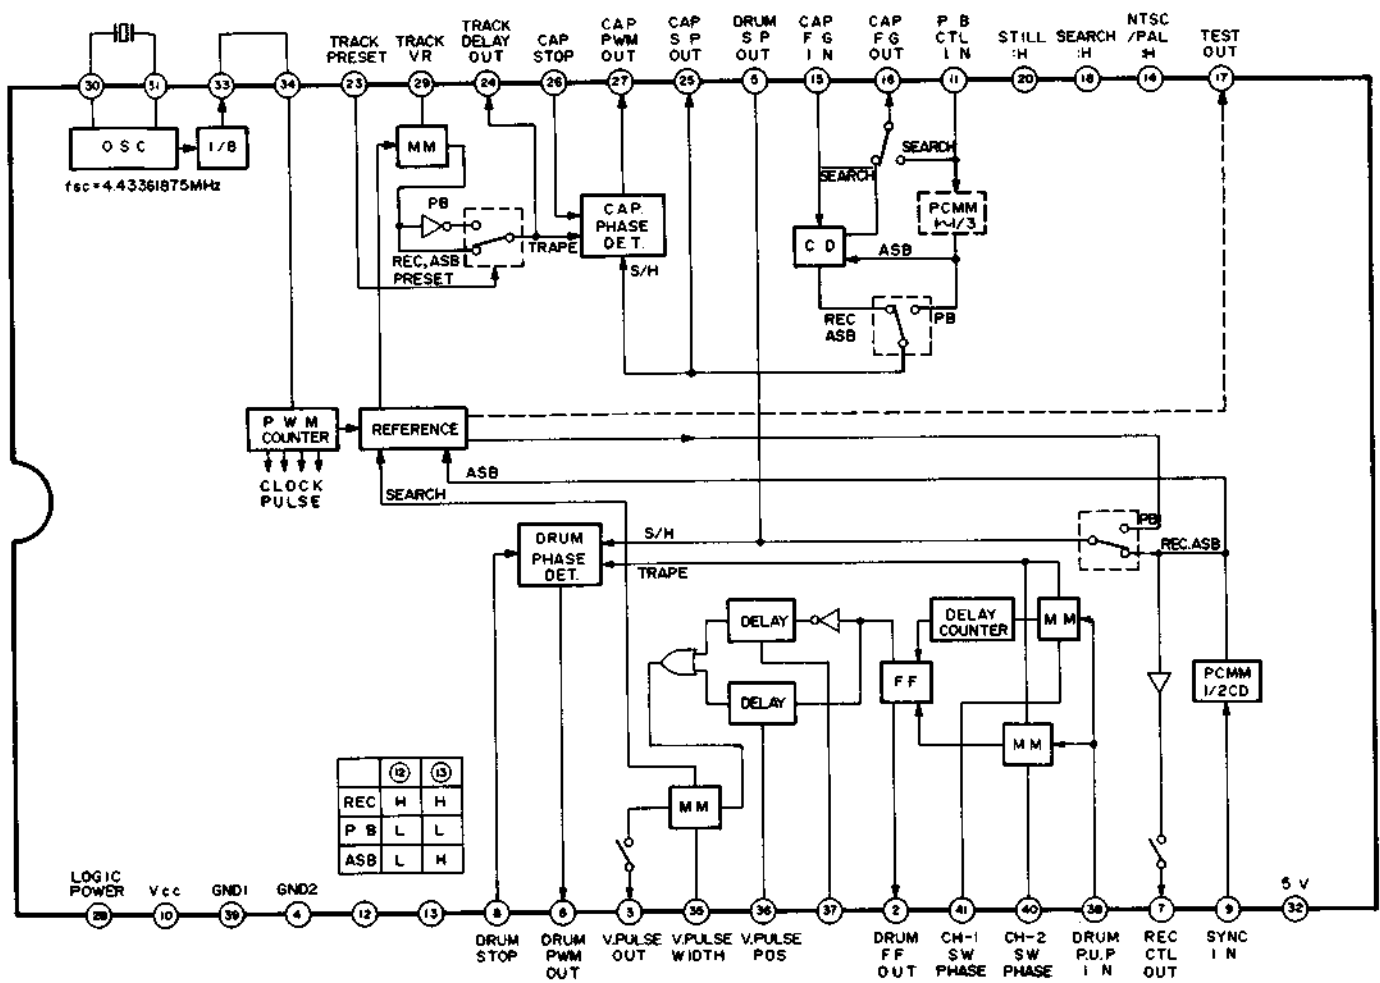 TRACK
PRESET
TRACK
VR
TRACK
DELAY
OUT
CAP
STOP
CAP
PWM
OUT
CAP
S P
OUT
DRUM
S P
OUT
CAP
F G
I N
CAP
F G
OUT
P B
CTL
I N
STILL
:H
SEARCH
:H
NTSC
/PAL
:H
TEST
OUT
30
31
33
34
23
29
24
26
27
25
5
15
16
11
20
18
14
17
O S C
1/8
fsc=4.43361875MHz
M M
PB
REC, ASB
PRESET
TRAPE
CAP.
PHASE
DET.
S/H
SEARCH
SEARCH
PCMM
1~1/3
C D
ASB
REC
ASB
PB
P W M
COUNTER
REFERENCE
CLOCK
PULSE
SEARCH
ASB
DRUM
PHASE
DET.
S/H
TRAPE
PB
REC.ASB
DELAY
DELAY
COUNTER
M M
F F
DELAY
M M
PCMM
1/2CD
M M
12 13
REC H H
P B L L
ASB L H
LOGIC
POWER
Vcc
GND1
GND2
5 V
28
10
39
4
12
13
8
6
3
35
36
37
2
41
40
38
7
9
32
DRUM
STOP
DRUM
PWM
OUT
V.PULSE
OUT
V.PULSE
WIDTH
V.PULSE
POS
DRUM
F F
OUT
CH-1
SW
PHASE
CH-2
SW
PHASE
DRUM
P.U.P
I N
REC
CTL
OUT
SYNC
I N